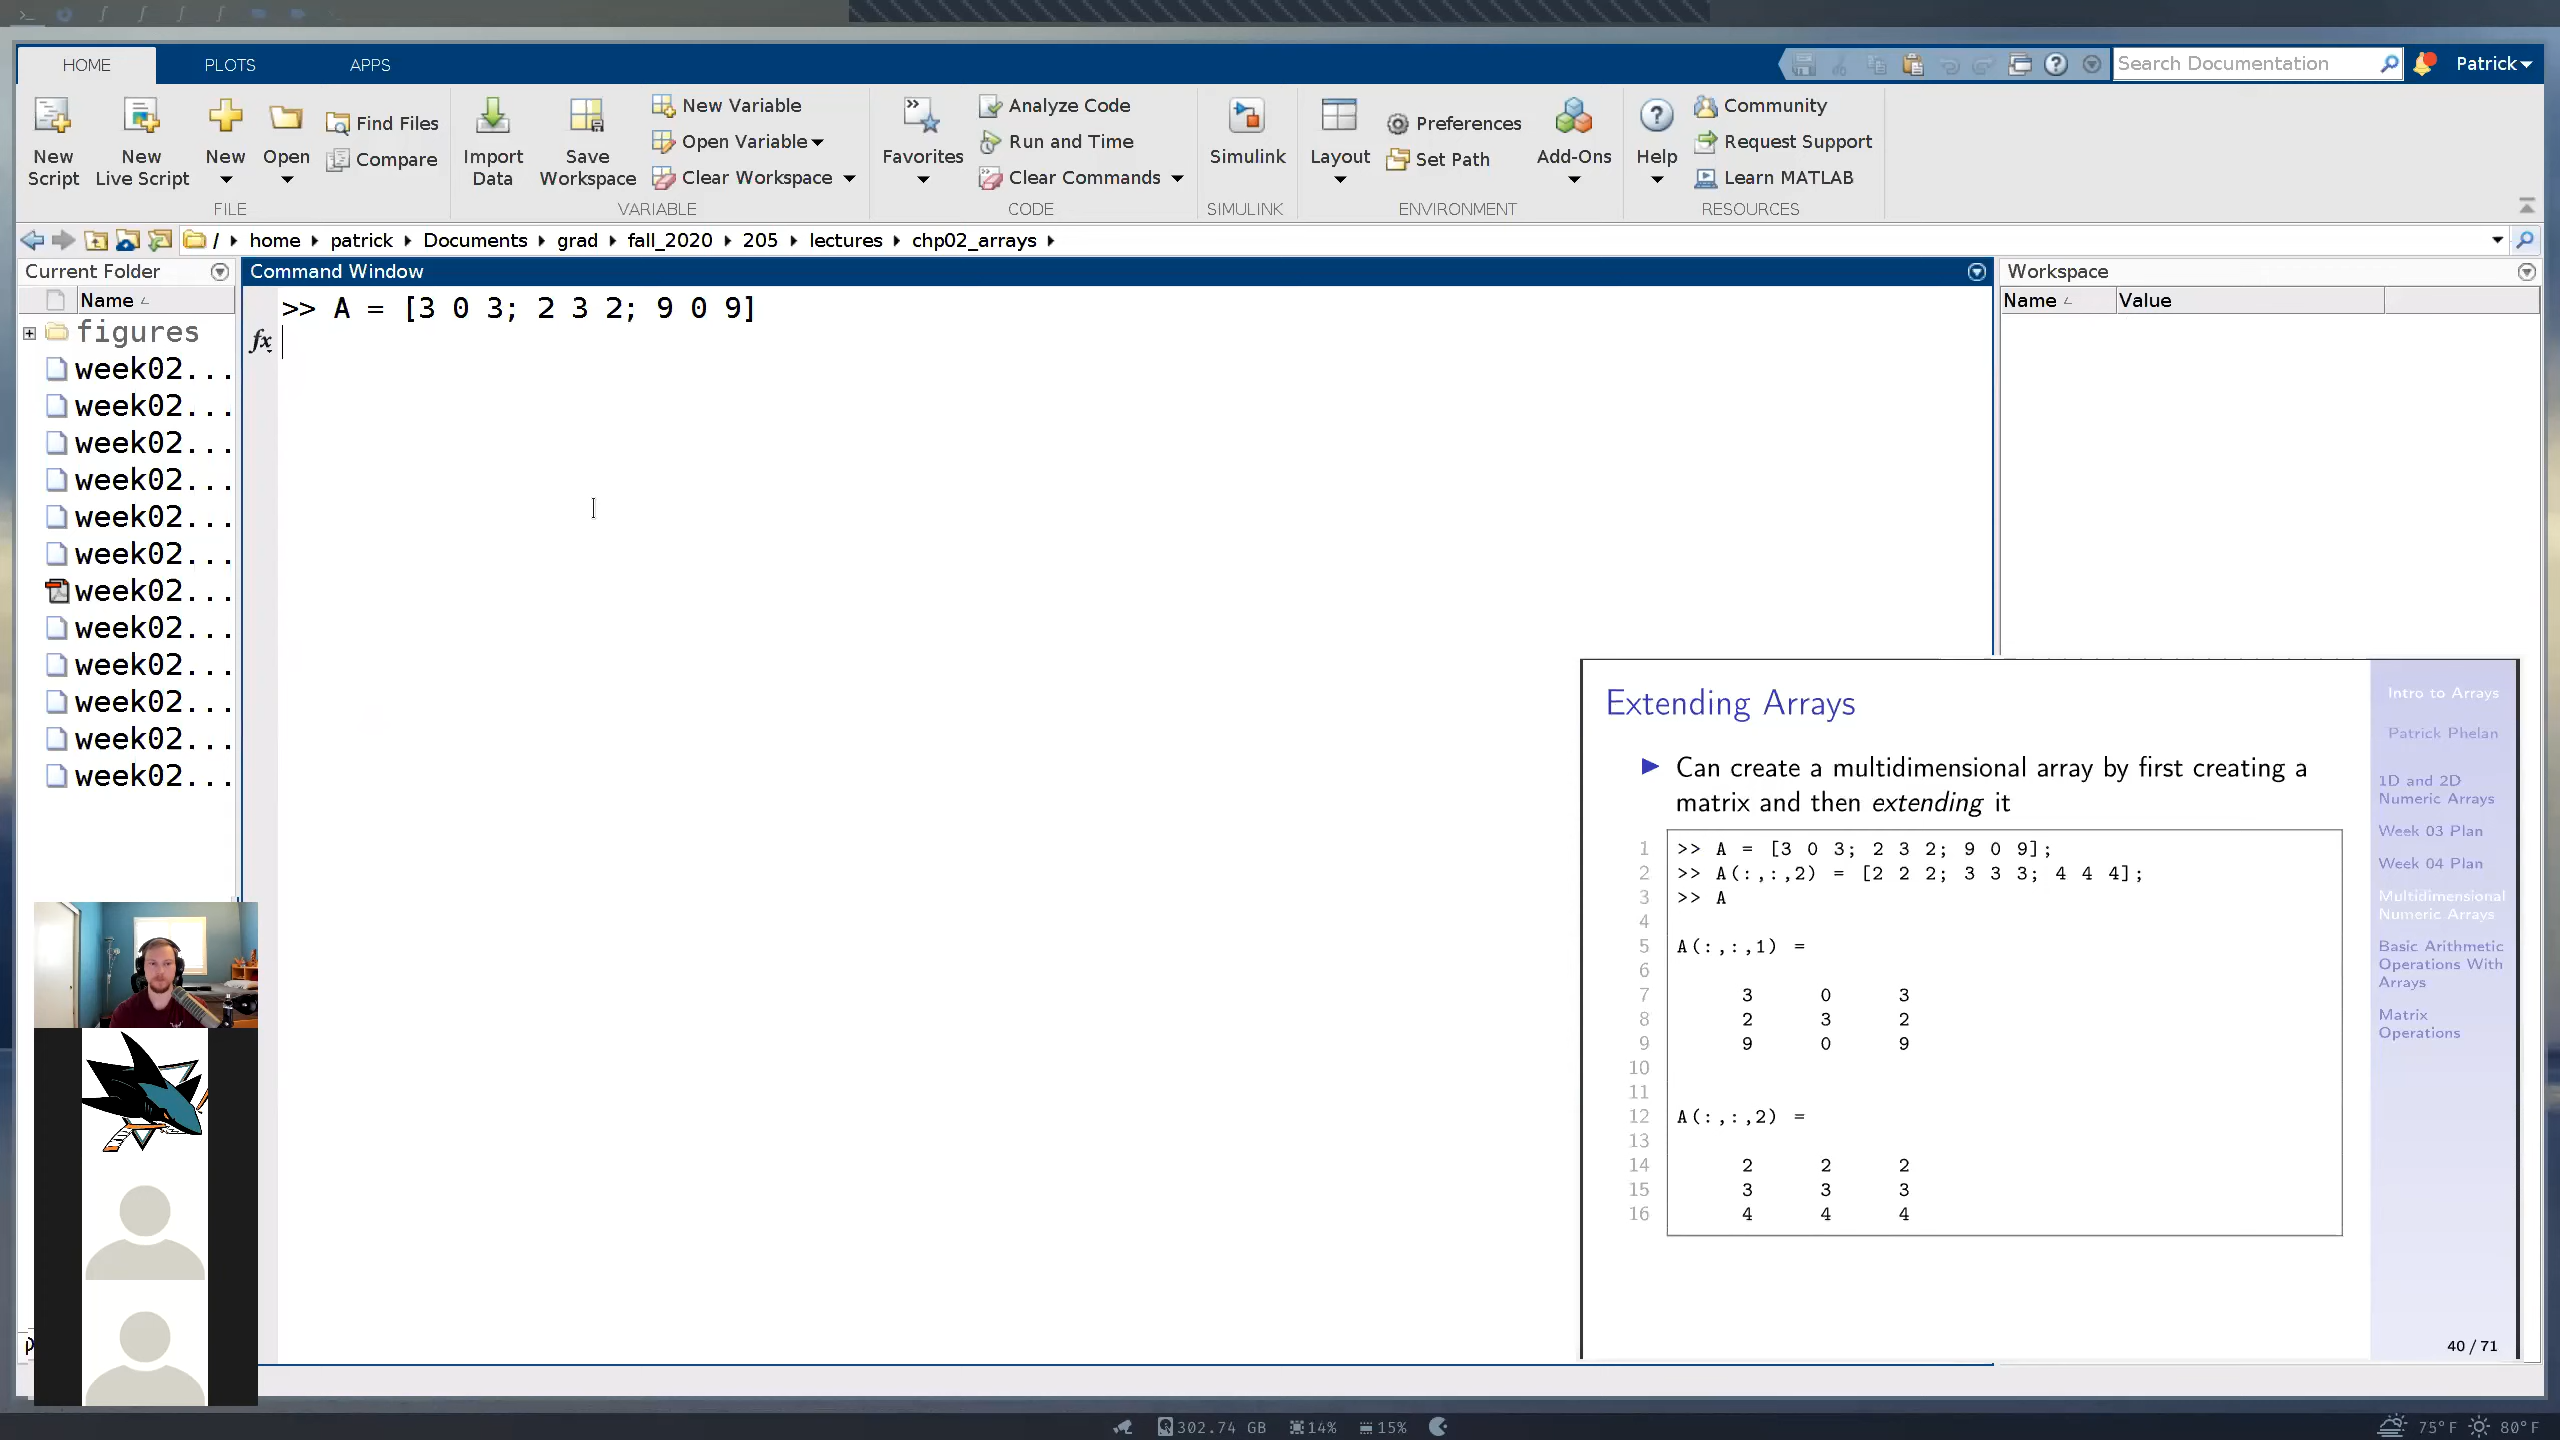 HOME
PLOTS
APPS
Search Documentation
Patrick
New Script
New Live Script
New
Open
Find Files
Compare
FILE
Import Data
Save Workspace
New Variable
Open Variable
Clear Workspace
VARIABLE
Favorites
Analyze Code
Run and Time
Clear Commands
CODE
Simulink
SIMULINK
Layout
Preferences
Set Path
Add-Ons
ENVIRONMENT
Help
Community
Request Support
Learn MATLAB
RESOURCES
/ home patrick Documents grad fall_2020 205 lectures chp02_arrays
Current Folder
Name
figures
week02...
week02...
week02...
week02...
week02...
week02...
week02...
week02...
week02...
week02...
week02...
week02...
Command Window
>> A = [3 0 3; 2 3 2; 9 0 9]
fx
Workspace
Name Value
Extending Arrays
Can create a multidimensional array by first creating a
matrix and then extending it
1 >> A = [3 0 3; 2 3 2; 9 0 9];
2 >> A(:,:,2) = [2 2 2; 3 3 3; 4 4 4];
3 >> A
4
5 A(:,:,1) =
6
7 3 0 3
8 2 3 2
9 9 0 9
10
11
12 A(:,:,2) =
13
14 2 2 2
15 3 3 3
16 4 4 4
Intro to Arrays
Patrick Phelan
1D and 2D
Numeric Arrays
Week 03 Plan
Week 04 Plan
Multidimensional
Numeric Arrays
Basic Arithmetic
Operations With
Arrays
Matrix
Operations
40 / 71
302.74 GB 14% 15%
75°F 80°F